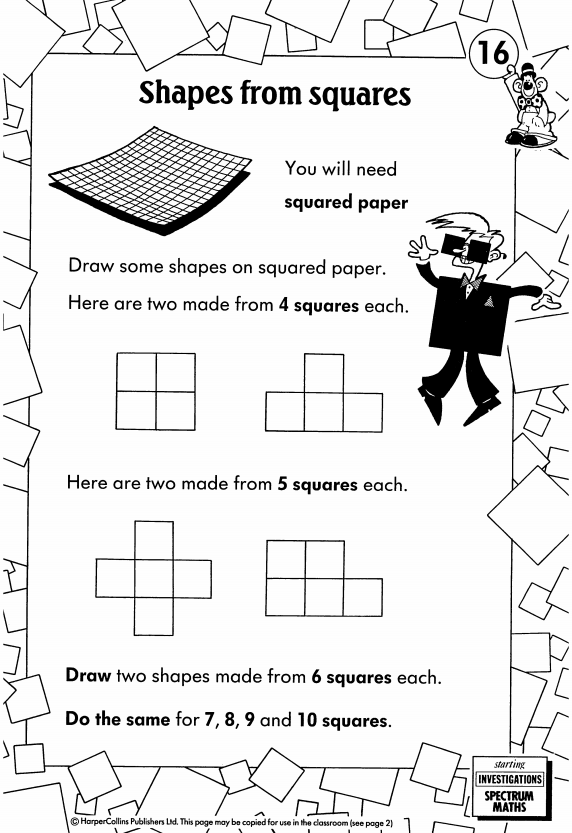 16
Shapes from squares
You will need
squared paper
Draw some shapes on squared paper.
Here are two made from 4 squares each.
Here are two made from 5 squares each.
Draw two shapes made from 6 squares each.
Do the same for 7, 8, 9 and 10 squares.
starting
INVESTIGATIONS
SPECTRUM
MATHS
© HarperCollins Publishers Ltd. This page may be copied for use in the classroom (see page 2)